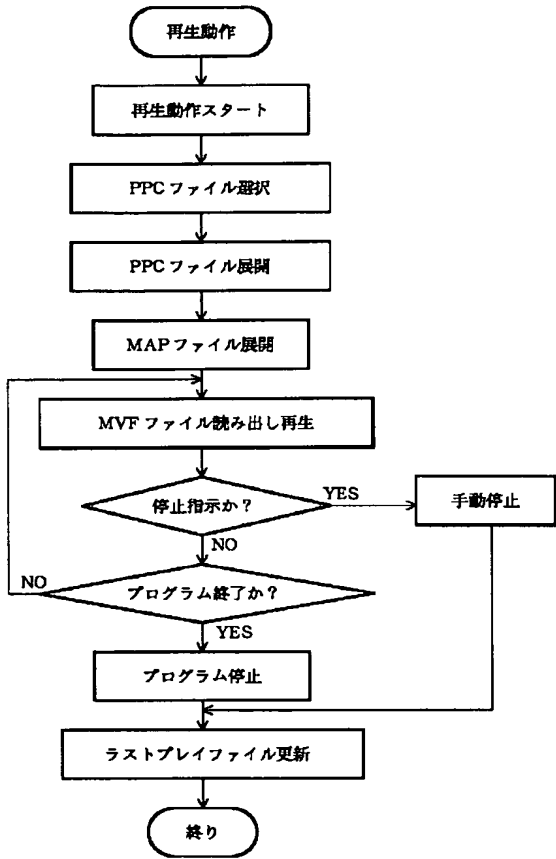 再生動作
再生動作スタート
PPCファイル選択
PPCファイル展開
MAPファイル展開
MVFファイル読み出し再生
停止指示か？
YES
手動停止
NO
プログラム終了か？
NO
YES
プログラム停止
ラストプレイファイル更新
終り